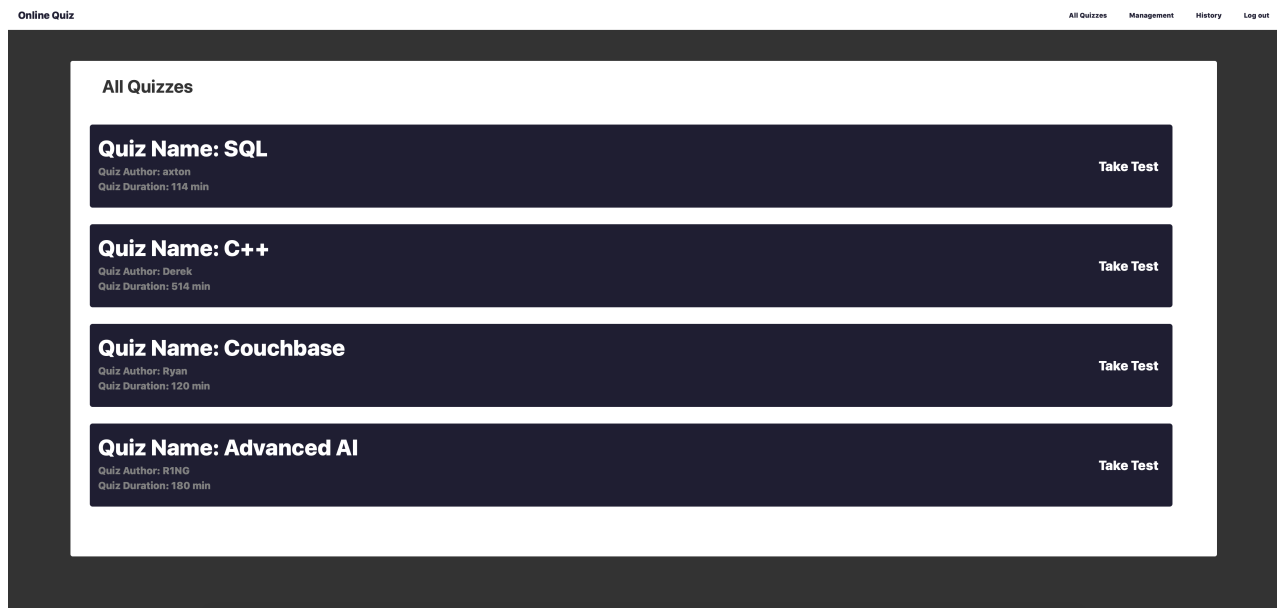 Online Quiz
All Quizzes
Management
History
Log out
All Quizzes
Quiz Name: SQL
Quiz Author: axton
Quiz Duration: 114 min
Take Test
Quiz Name: C++
Quiz Author: Derek
Quiz Duration: 514 min
Take Test
Quiz Name: Couchbase
Quiz Author: Ryan
Quiz Duration: 120 min
Take Test
Quiz Name: Advanced AI
Quiz Author: R1NG
Quiz Duration: 180 min
Take Test